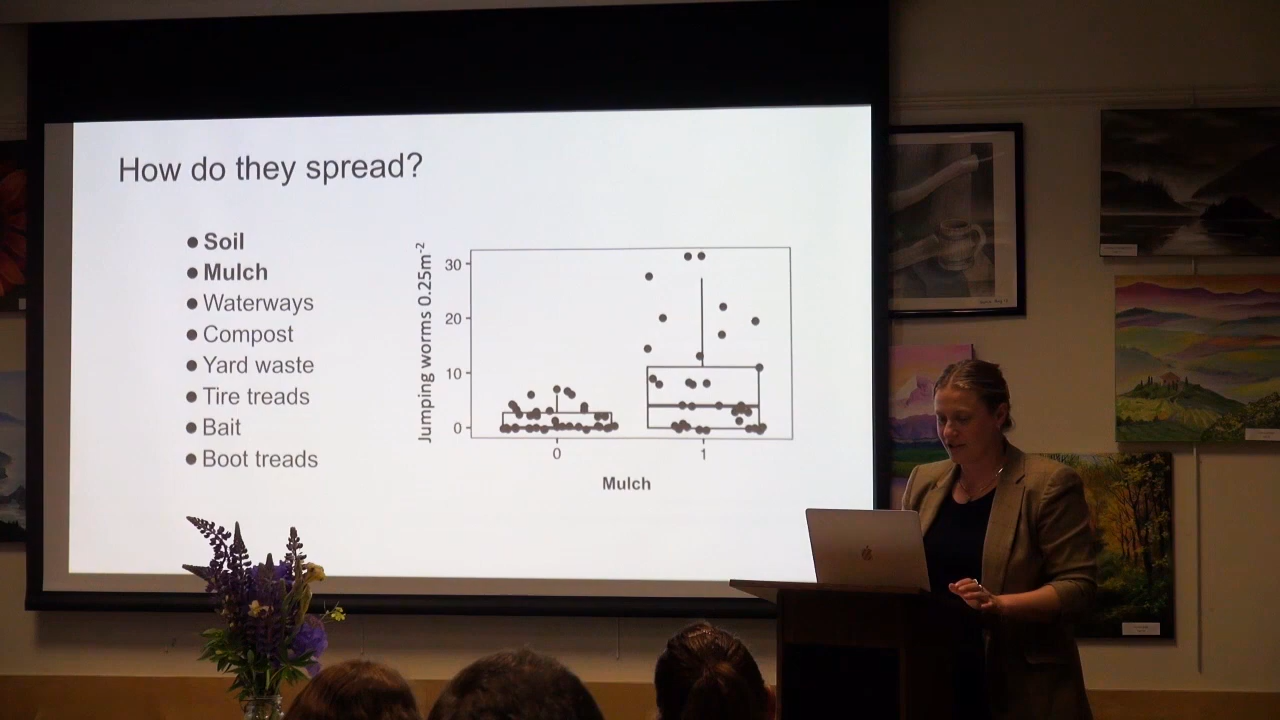 How do they spread?
● Soil
● Mulch
● Waterways
● Compost
● Yard waste
● Tire treads
● Bait
● Boot treads
Jumping worms 0.25m⁻²
30
20
10
0
0 1
Mulch